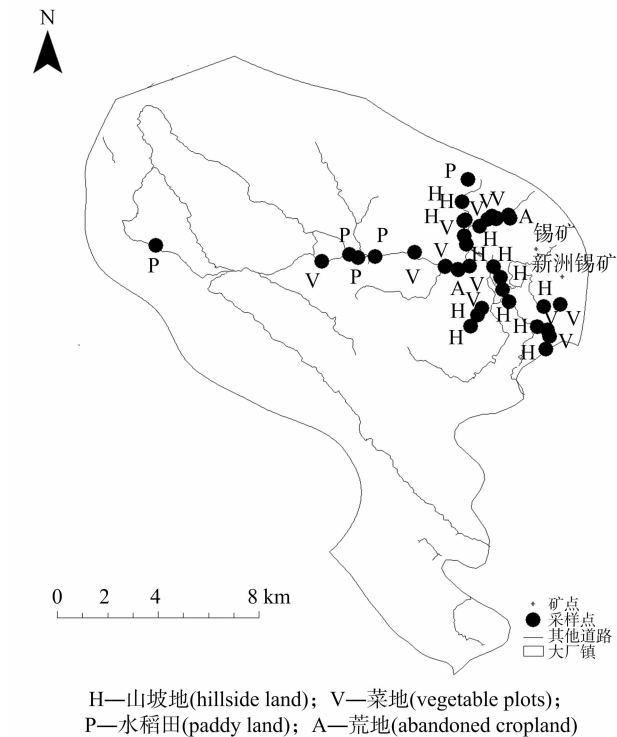 N
P
H
H
V
V
V
H
A
V
H
锡矿
P
P
V
H
H
新洲锡矿
P
V
P
V
A
V
H
H
V
H
H
H
V
V
H
H
0 2 4 8 km
矿点
采样点
其他道路
大厂镇
H—山坡地(hillside land)；V—菜地(vegetable plots)；
P—水稻田(paddy land)；A—荒地(abandoned cropland)